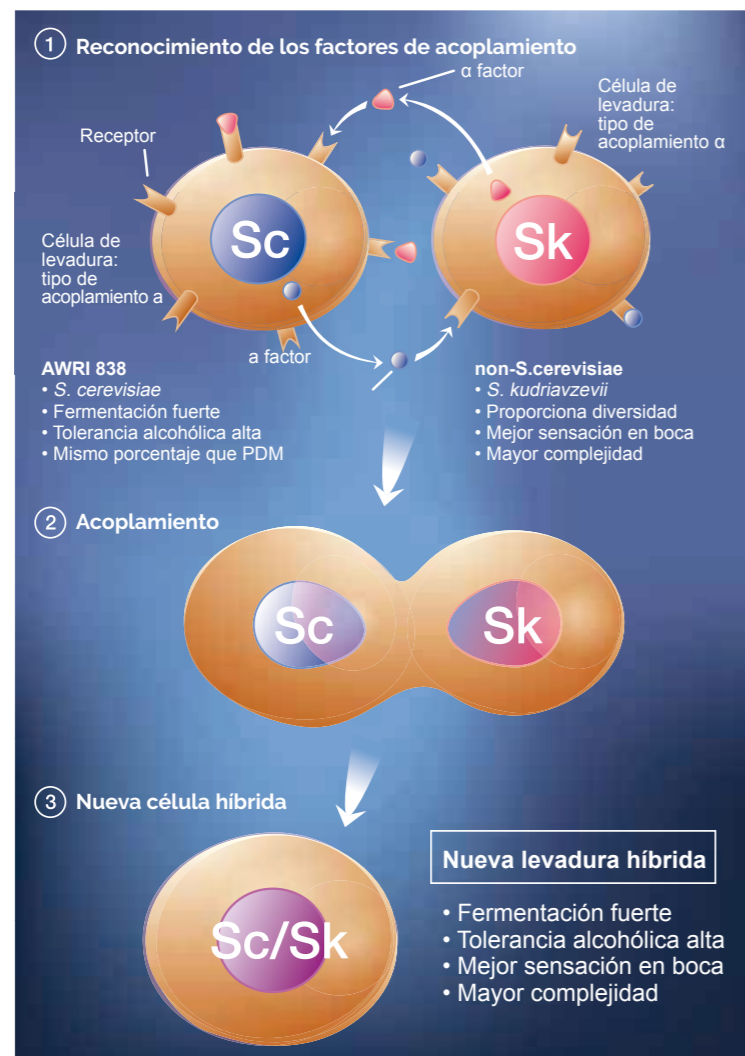 1 Reconocimiento de los factores de acoplamiento
α factor
Célula de
levadura:
tipo de
acoplamiento α
Receptor
Sc
Sk
Célula de
levadura:
tipo de
acoplamiento a
a factor
AWRI 838
• S. cerevisiae
• Fermentación fuerte
• Tolerancia alcohólica alta
• Mismo porcentaje que PDM
non-S.cerevisiae
• S. kudriavzevii
• Proporciona diversidad
• Mejor sensación en boca
• Mayor complejidad
2 Acoplamiento
Sc
Sk
3 Nueva célula híbrida
Sc/Sk
Nueva levadura híbrida
• Fermentación fuerte
• Tolerancia alcohólica alta
• Mejor sensación en boca
• Mayor complejidad